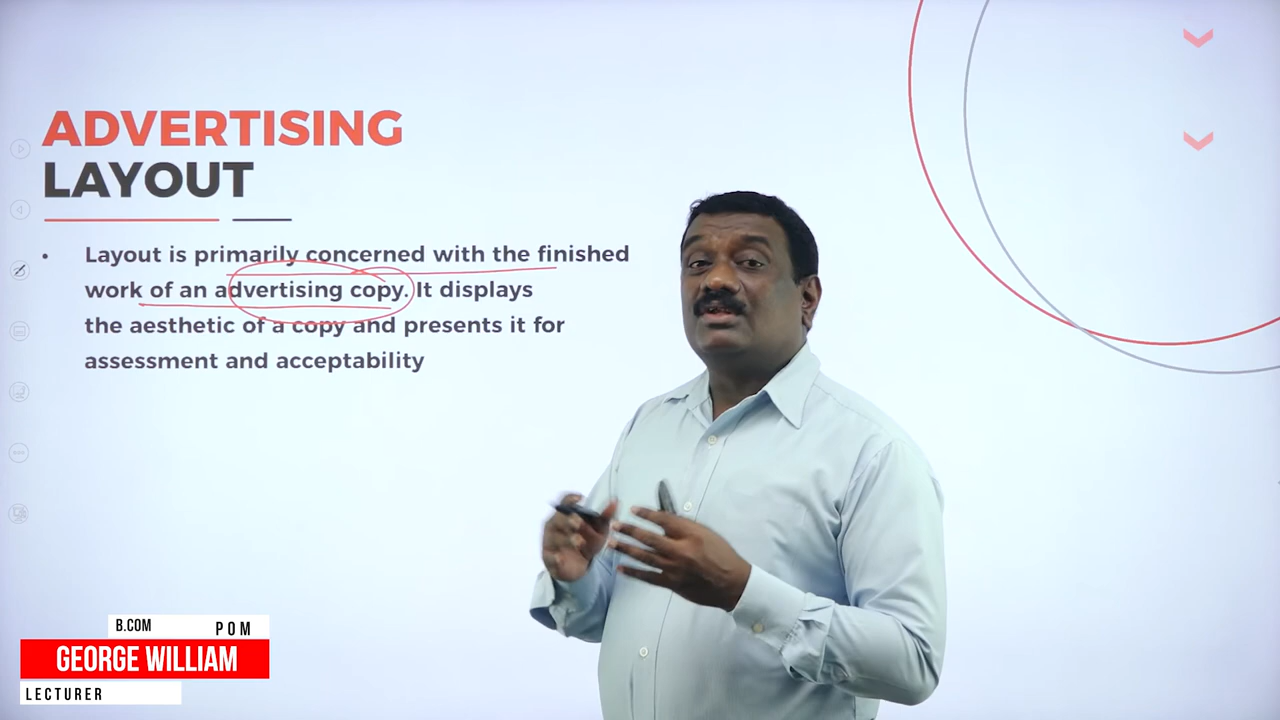 ADVERTISING
LAYOUT
• Layout is primarily concerned with the finished
work of an advertising copy. It displays
the aesthetic of a copy and presents it for
assessment and acceptability
B.COM POM
GEORGE WILLIAM
LECTURER